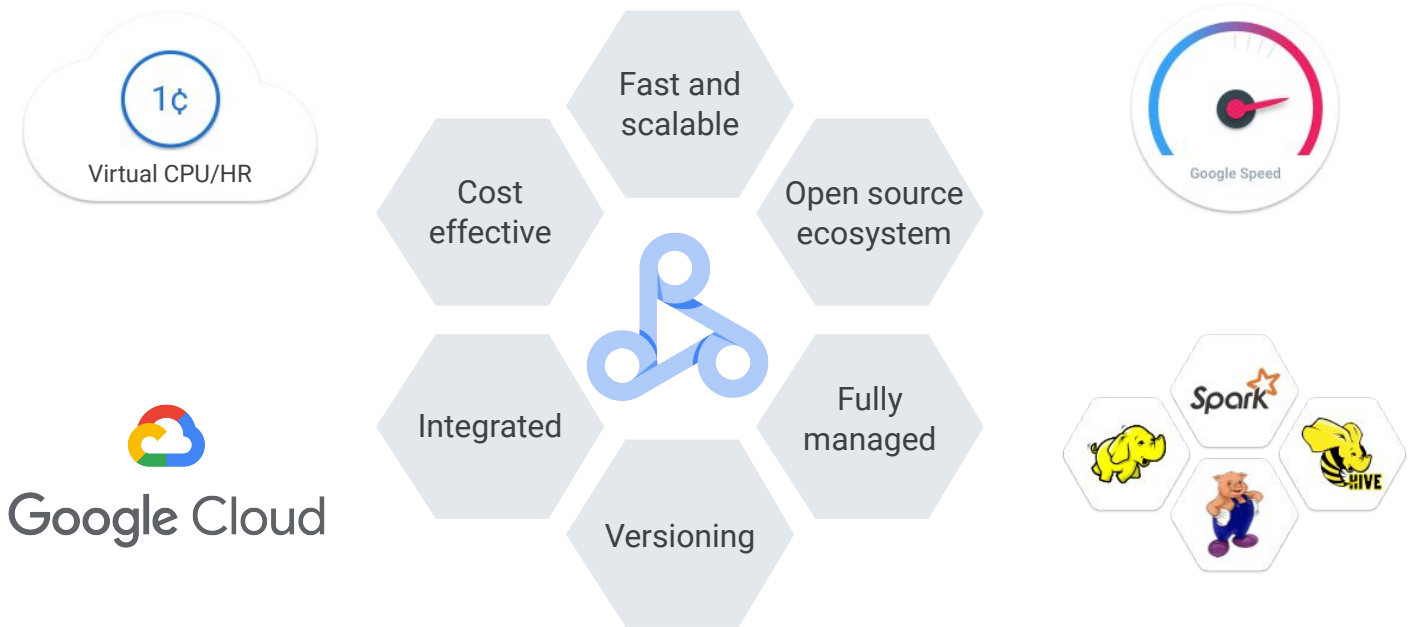 1¢
Virtual CPU/HR
Fast and
scalable
Cost
effective
Open source
ecosystem
Integrated
Fully
managed
Versioning
Google Speed
Google Cloud
Spark
HIVE